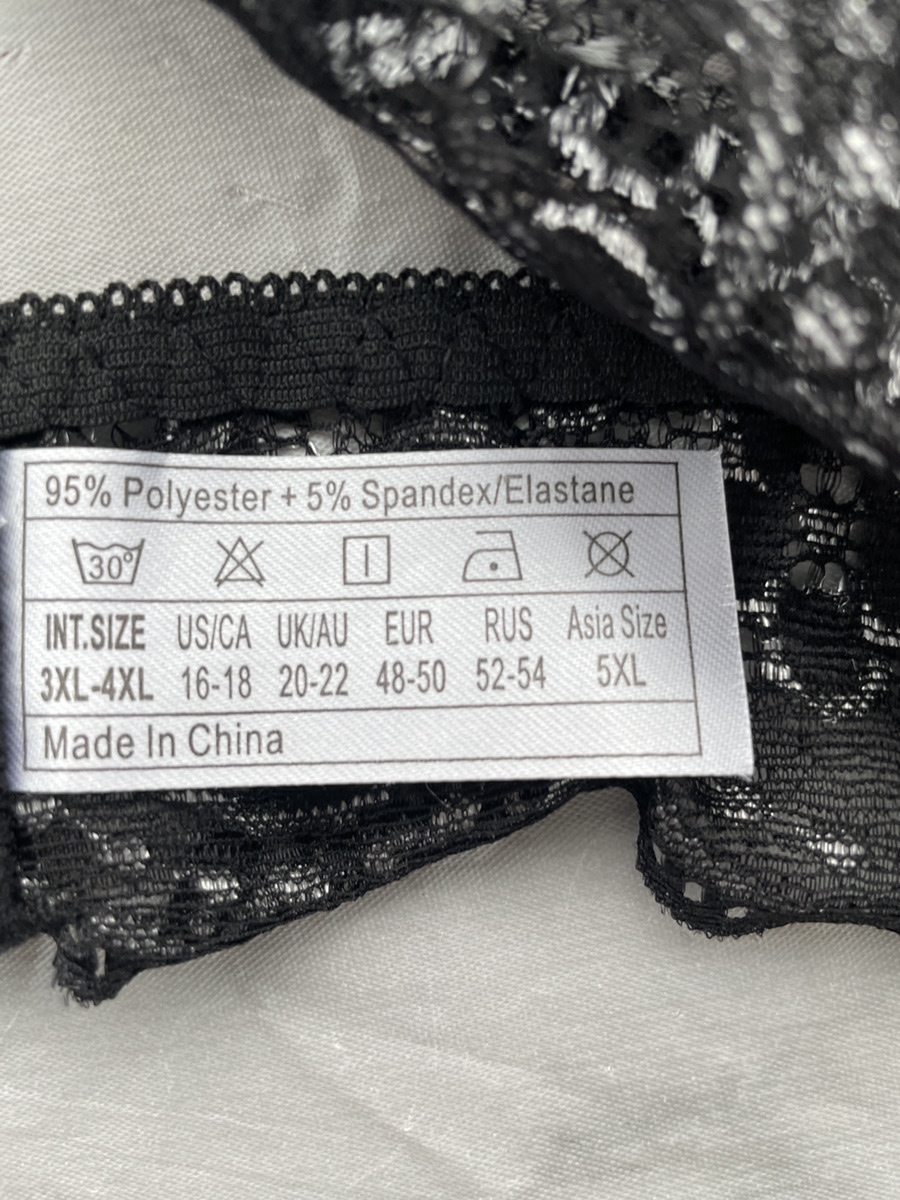 95% Polyester + 5% Spandex/Elastane
30°
INT.SIZE US/CA UK/AU EUR RUS Asia Size
3XL-4XL 16-18 20-22 48-50 52-54 5XL
Made In China